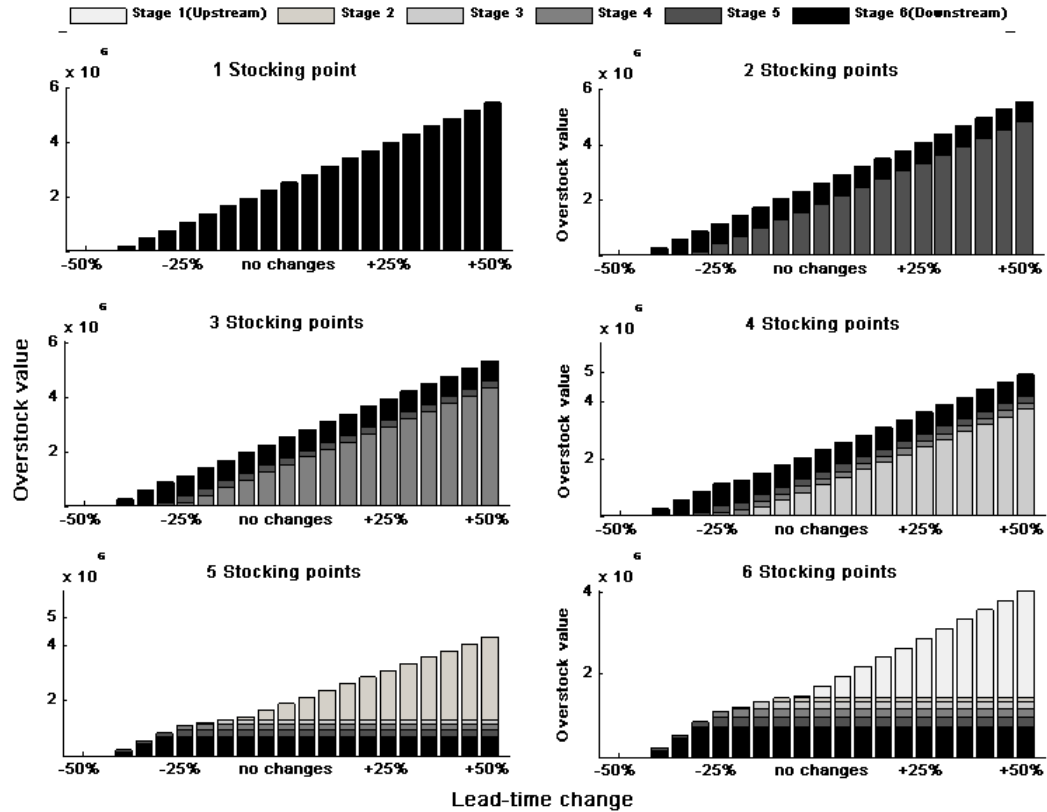 Stage 1(Upstream) Stage 2 Stage 3 Stage 4 Stage 5 Stage 6(Downstream)
x 10 6
1 Stocking point
6
4
2
-50% -25% no changes +25% +50%
x 10 6
2 Stocking points
Overstock value
6
4
2
-50% -25% no changes +25% +50%
Overstock value
x 10 6
3 Stocking points
6
4
2
-50% -25% no changes +25% +50%
x 10 6
4 Stocking points
Overstock value
5
4
2
-50% -25% no changes +25% +50%
x 10 6
5 Stocking points
5
4
2
-50% -25% no changes +25% +50%
x 10 6
6 Stocking points
Overstock value
4
2
-50% -25% no changes +25% +50%
Lead-time change